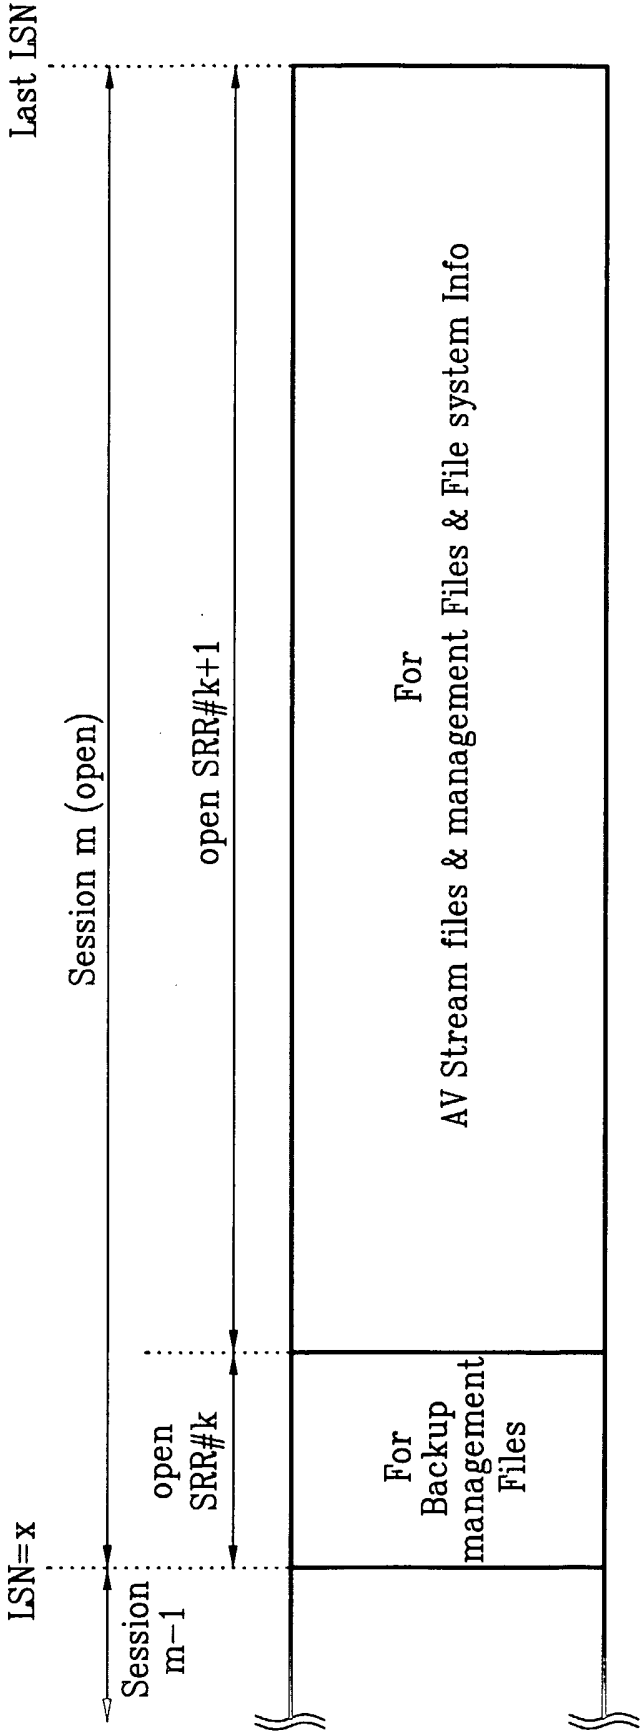 LSN=x
Last LSN
Session
m-1
Session m (open)
open
SRR#k
open SRR#k+1
For
Backup
management
Files
For
AV Stream files & management Files & File system Info